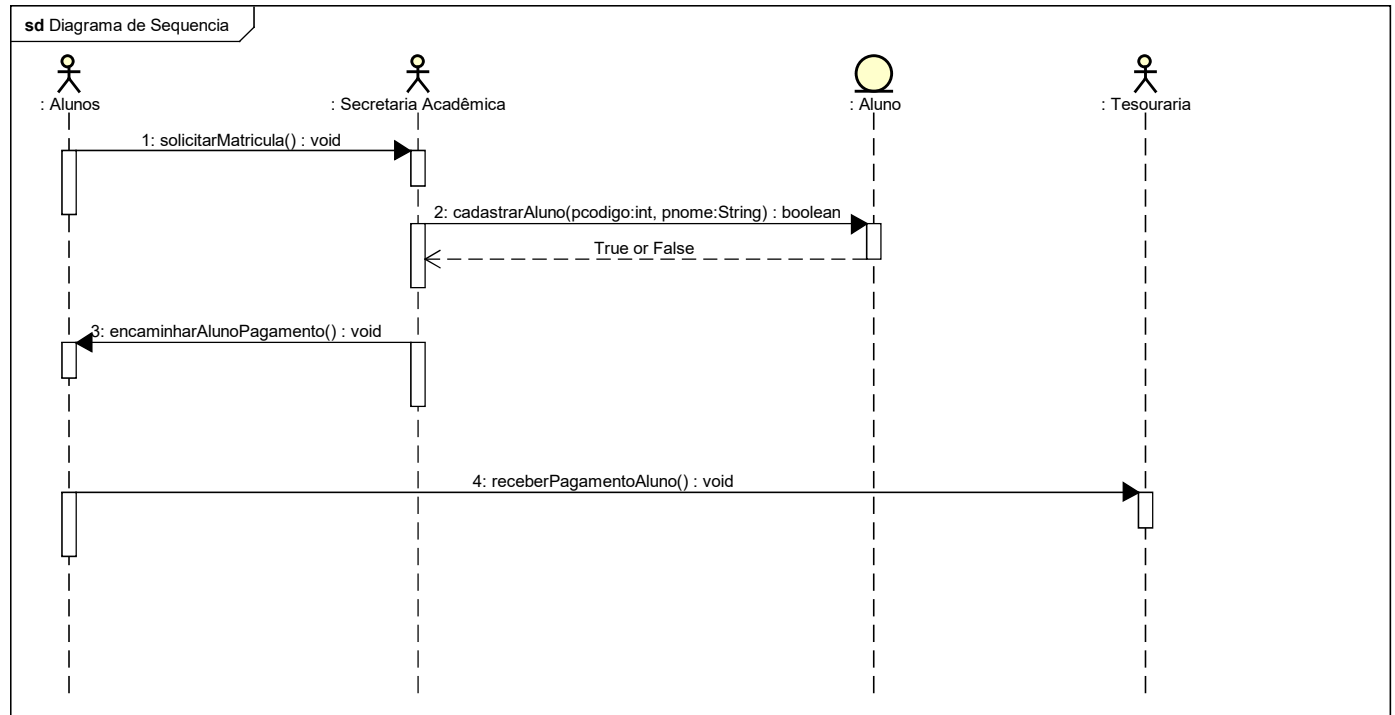 sd Diagrama de Sequencia
: Alunos
: Secretaria Acadêmica
: Aluno
: Tesouraria
1: solicitarMatricula() : void
2: cadastrarAluno(pcodigo:int, pnome:String) : boolean
True or False
3: encaminharAlunoPagamento() : void
4: receberPagamentoAluno() : void